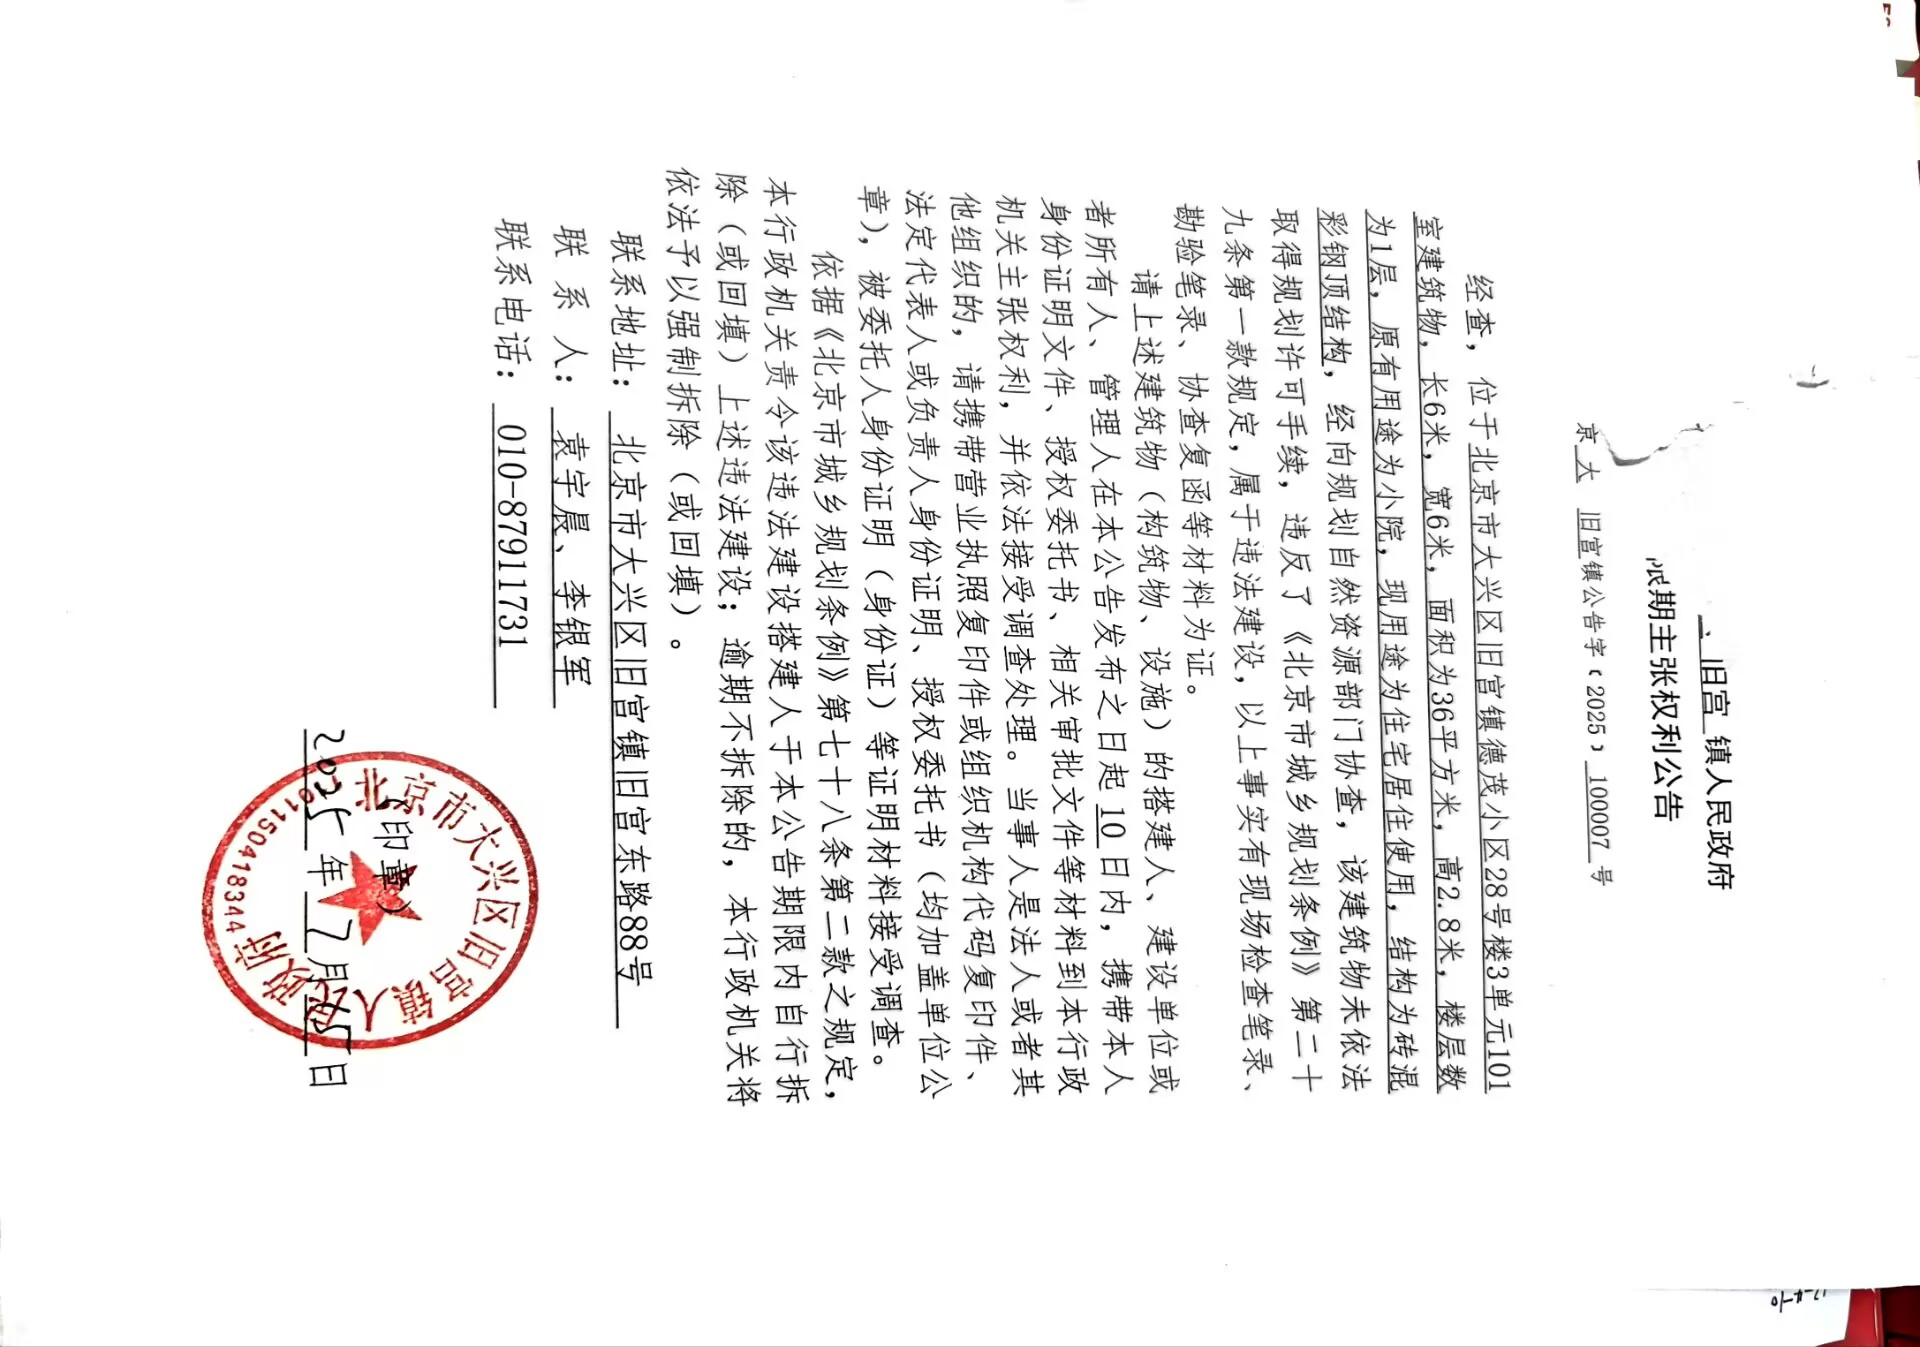 旧宫 镇人民政府
限期主张权利公告
京 大 旧宫镇公告字〔2025〕100007 号
经查，位于北京市大兴区旧宫镇德茂小区28号楼3单元101
室建筑物，长6米，宽6米，面积为36平方米，高2.8米，楼层数
为1层，原有用途为小院，现用途为住宅居住使用，结构为砖混
彩钢顶结构，经向规划自然资源部门协查，该建筑物未依法
取得规划许可手续，违反了《北京市城乡规划条例》第二十
九条第一款规定，属于违法建设，以上事实有现场检查笔录、
勘验笔录、协查复函等材料为证。
请上述建筑物（构筑物、设施）的搭建人、建设单位或
者所有人、管理人在本公告发布之日起 10 日内，携带本人
身份证明文件、授权委托书、相关审批文件等材料到本行政
机关主张权利，并依法接受调查处理。当事人是法人或者其
他组织的，请携带营业执照复印件或组织机构代码复印件、
法定代表人或负责人身份证明、授权委托书（均加盖单位公
章），被委托人身份证明（身份证）等证明材料接受调查。
依据《北京市城乡规划条例》第七十八条第二款之规定，
本行政机关责令该违法建设搭建人于本公告期限内自行拆
除（或回填）上述违法建设；逾期不拆除的，本行政机关将
依法予以强制拆除（或回填）。
联系地址：北京市大兴区旧宫镇旧宫东路88号
联 系 人：袁宇晨、李银军
联系电话：010-87911731
（印章）
2025 年 7 月 15 日
北京市大兴区旧宫镇人民政府
1101150418344